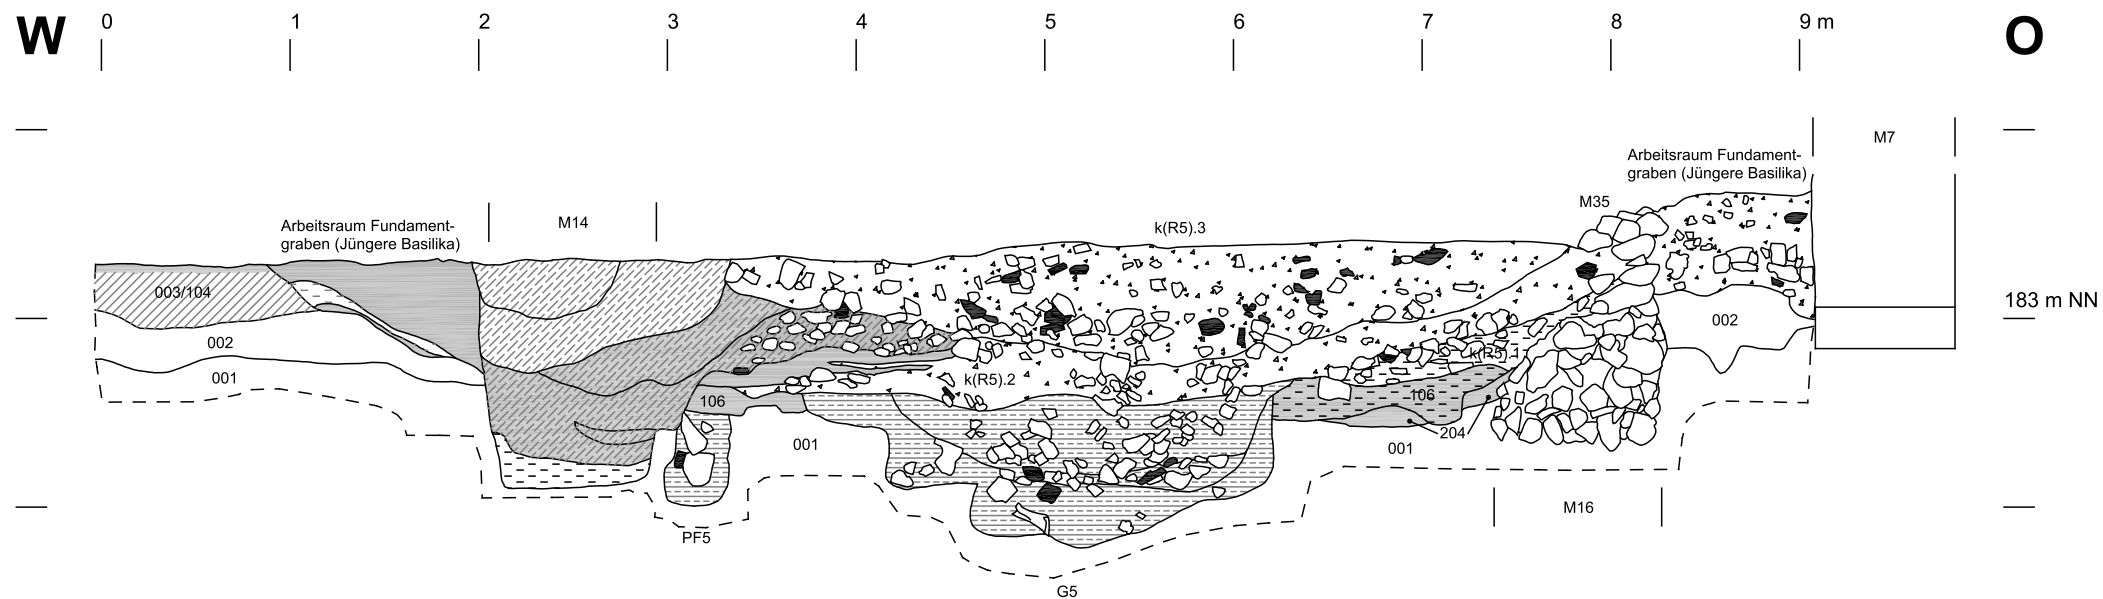 W
0 1 2 3 4 5 6 7 8 9 m
O
M7
Arbeitsraum Fundament-
graben (Jüngere Basilika)
M35
M14
Arbeitsraum Fundament-
graben (Jüngere Basilika)
k(R5).3
003/104
183 m NN
002
002
k(R5).1
001
k(R5).2
106
106
204
001
001
M16
PF5
G5